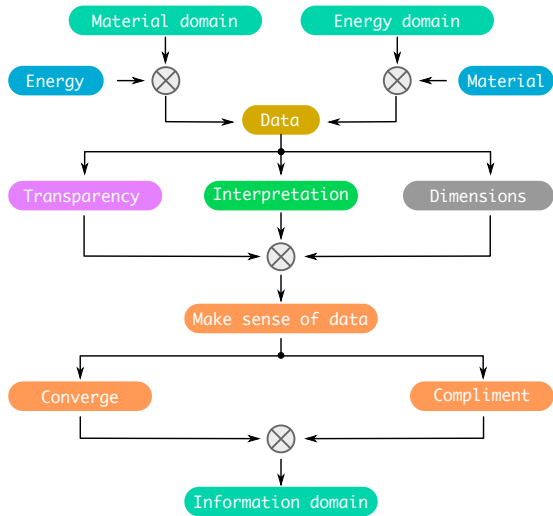 Material domain
Energy domain
Energy
Material
Data
Transparency
Interpretation
Dimensions
Make sense of data
Converge
Compliment
Information domain